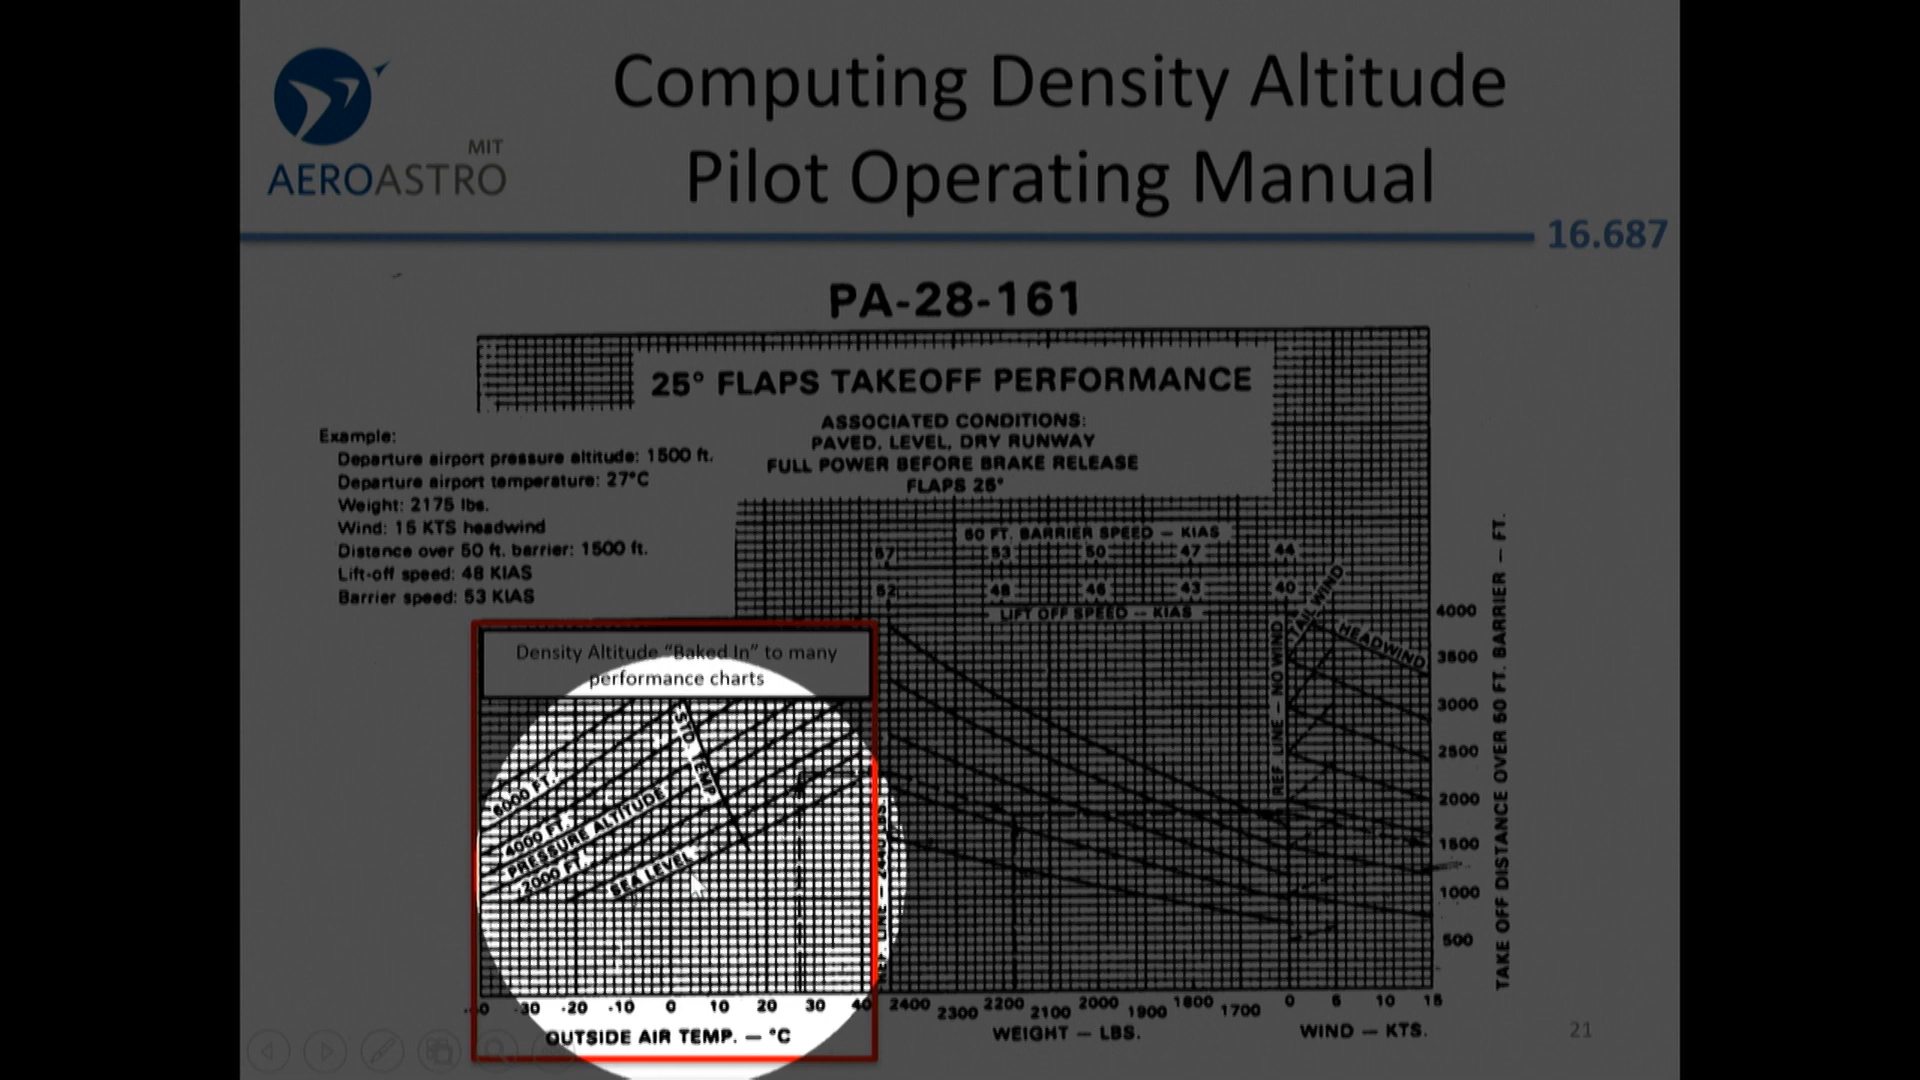 Computing Density Altitude
Pilot Operating Manual
MIT
AEROASTRO
16.687
PA-28-161
25° FLAPS TAKEOFF PERFORMANCE
ASSOCIATED CONDITIONS:
PAVED, LEVEL, DRY RUNWAY
FULL POWER BEFORE BRAKE RELEASE
FLAPS 25°
Example:
Departure airport pressure altitude: 1500 ft.
Departure airport temperature: 27°C
Weight: 2175 lbs.
Wind: 15 KTS headwind
Distance over 50 ft. barrier: 1500 ft.
Lift-off speed: 48 KIAS
Barrier speed: 53 KIAS
50 FT. BARRIER SPEED — KIAS
57 53 50 47 44
52 48 46 43 40
LIFT OFF SPEED — KIAS
TAIL WIND
HEADWIND
REF. LINE — NO WIND
4000
3500
3000
2500
2000
1500
1000
500
TAKE OFF DISTANCE OVER 50 FT. BARRIER — FT.
Density Altitude “Baked In” to many
performance charts
STD. TEMP
6000 FT.
4000 FT.
PRESSURE ALTITUDE
2000 FT.
SEA LEVEL
REF. LINE — 2440 LBS.
-40 -30 -20 -10 0 10 20 30 40
OUTSIDE AIR TEMP. — °C
2400 2300 2200 2100 2000 1900 1800 1700
WEIGHT — LBS.
0 5 10 15
WIND — KTS.
21